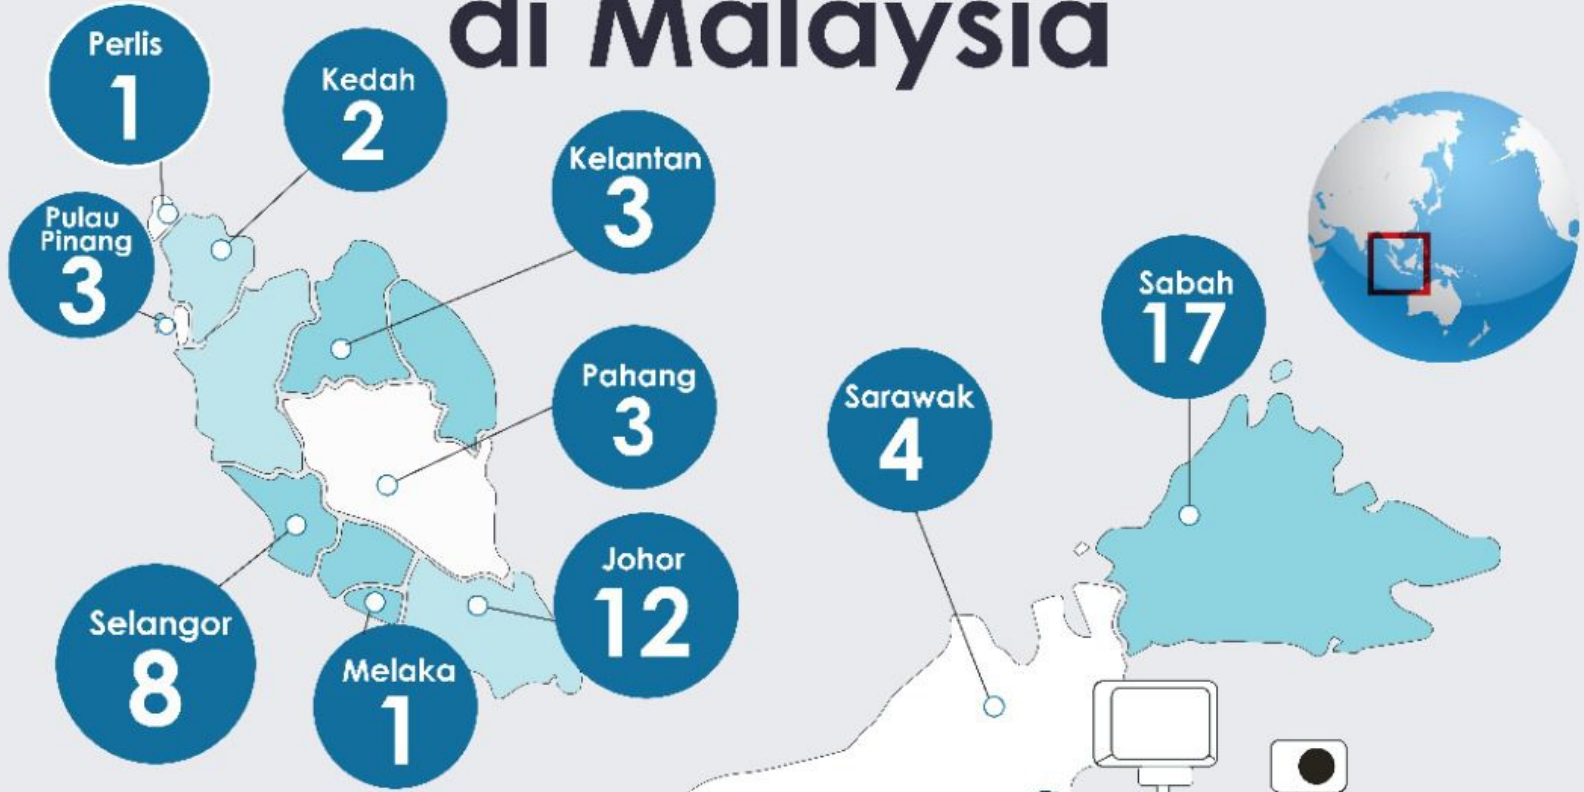 di Malaysia
Perlis
1
Kedah
2
Kelantan
3
Pulau
Pinang
3
Sabah
17
Pahang
3
Sarawak
4
Johor
12
Selangor
8
Melaka
1